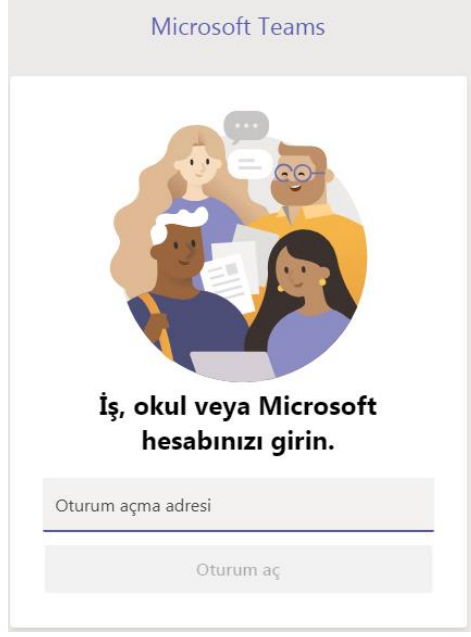 Microsoft Teams
İş, okul veya Microsoft
hesabınızı girin.
Oturum açma adresi
Oturum aç